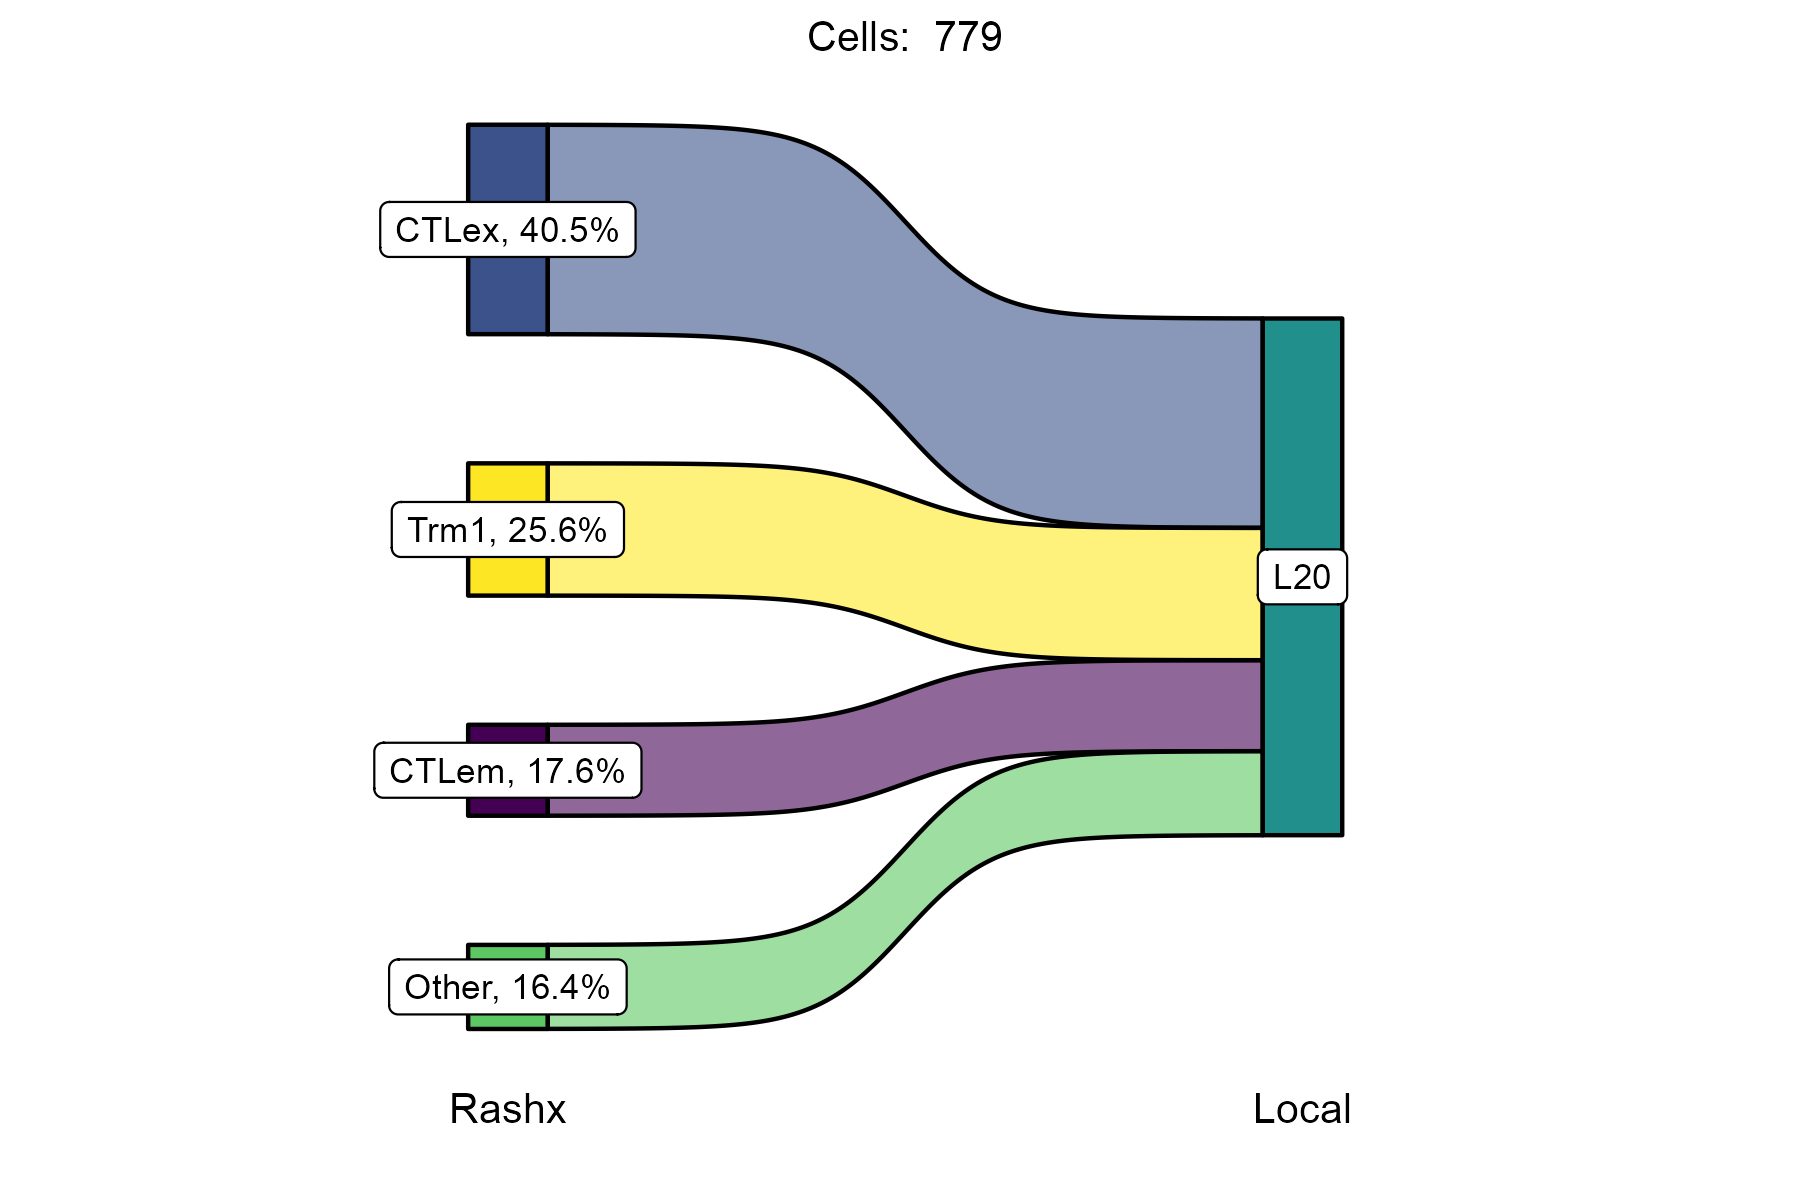 Cells:  779
CTLex, 40.5%
Trm1, 25.6%
L20
CTLem, 17.6%
Other, 16.4%
Rashx
Local